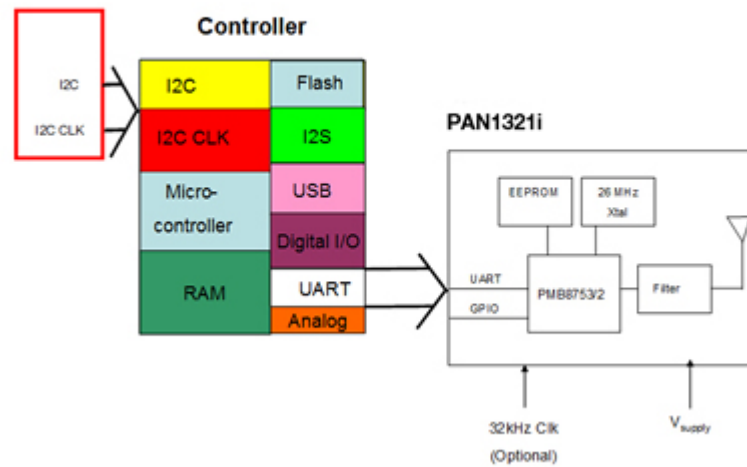 Controller
I2C
I2C CLK
I2C
Flash
I2C CLK
I2S
Micro-
controller
USB
Digital I/O
RAM
UART
Analog
PAN1321i
EEPROM
26 MHz
Xtal
UART
GPIO
PMB8753/2
Filter
32kHz Clk
(Optional)
Vsupply